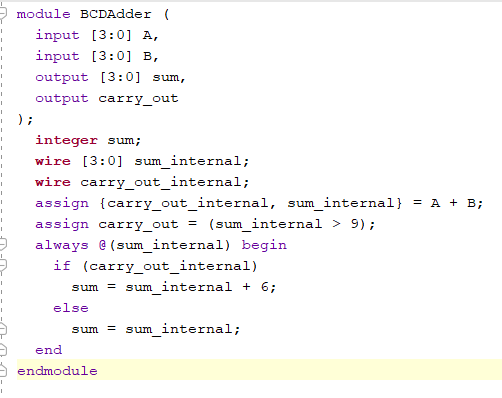 module BCDAdder (
input [3:0] A,
input [3:0] B,
output [3:0] sum,
output carry_out
);
integer sum;
wire [3:0] sum_internal;
wire carry_out_internal;
assign {carry_out_internal, sum_internal} = A + B;
assign carry_out = (sum_internal > 9);
always @(sum_internal) begin
if (carry_out_internal)
sum = sum_internal + 6;
else
sum = sum_internal;
end
endmodule